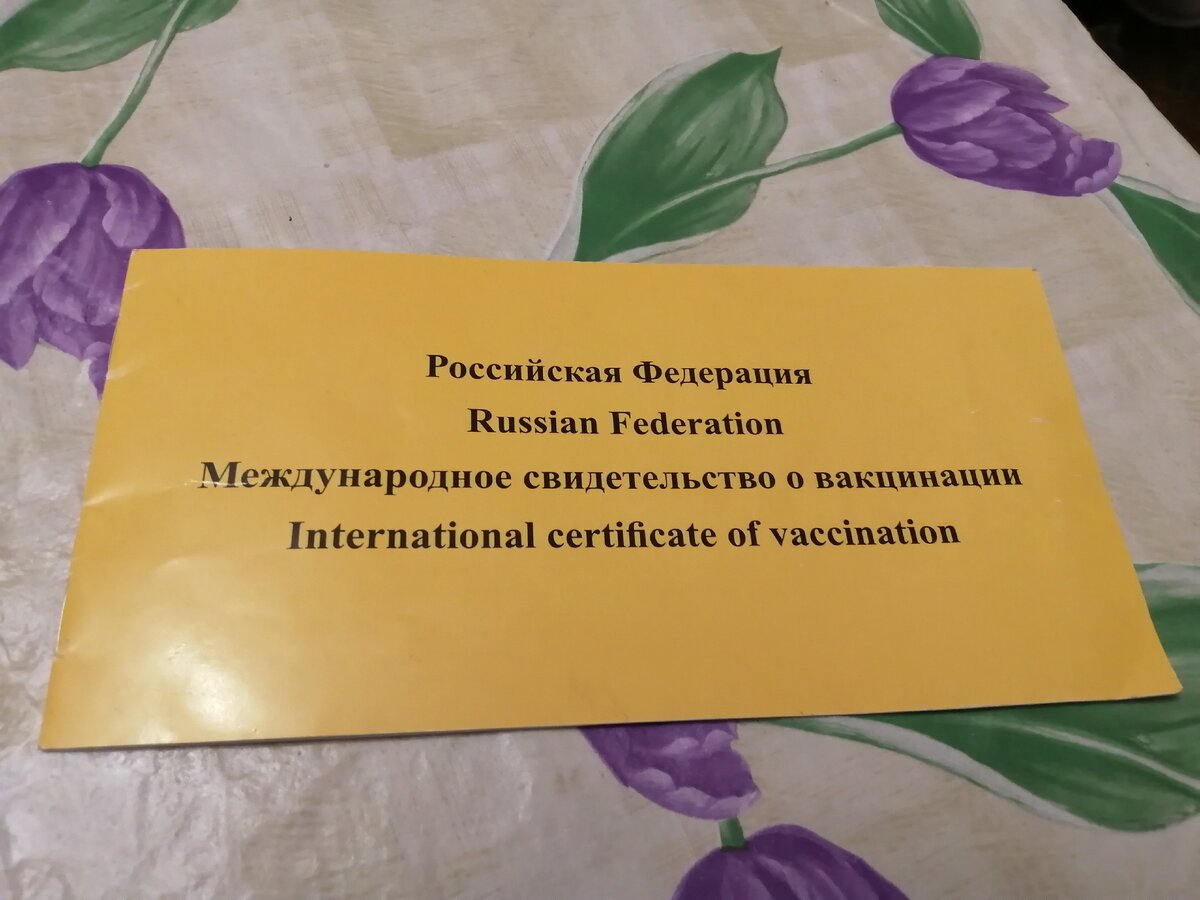 Российская Федерация
Russian Federation
Международное свидетельство о вакцинации
International certificate of vaccination